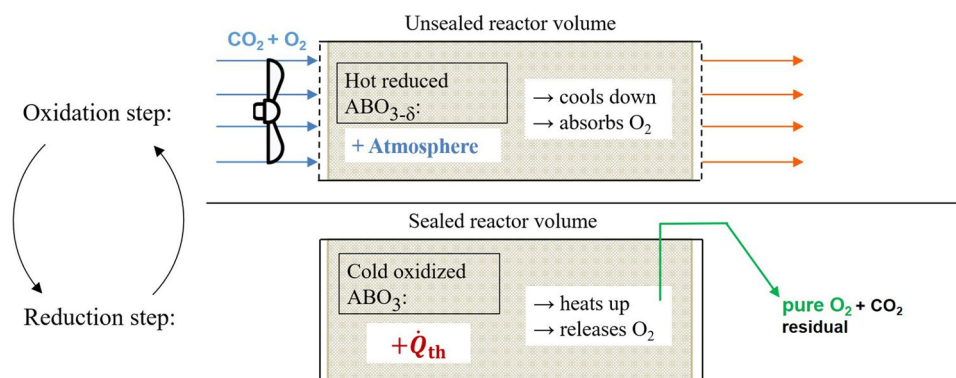 Unsealed reactor volume
CO₂ + O₂
Oxidation step:
Hot reduced
ABO₃₋δ:
+ Atmosphere
→ cools down
→ absorbs O₂
Sealed reactor volume
Reduction step:
Cold oxidized
ABO₃:
+Q̇ₜₕ
→ heats up
→ releases O₂
pure O₂ + CO₂
residual